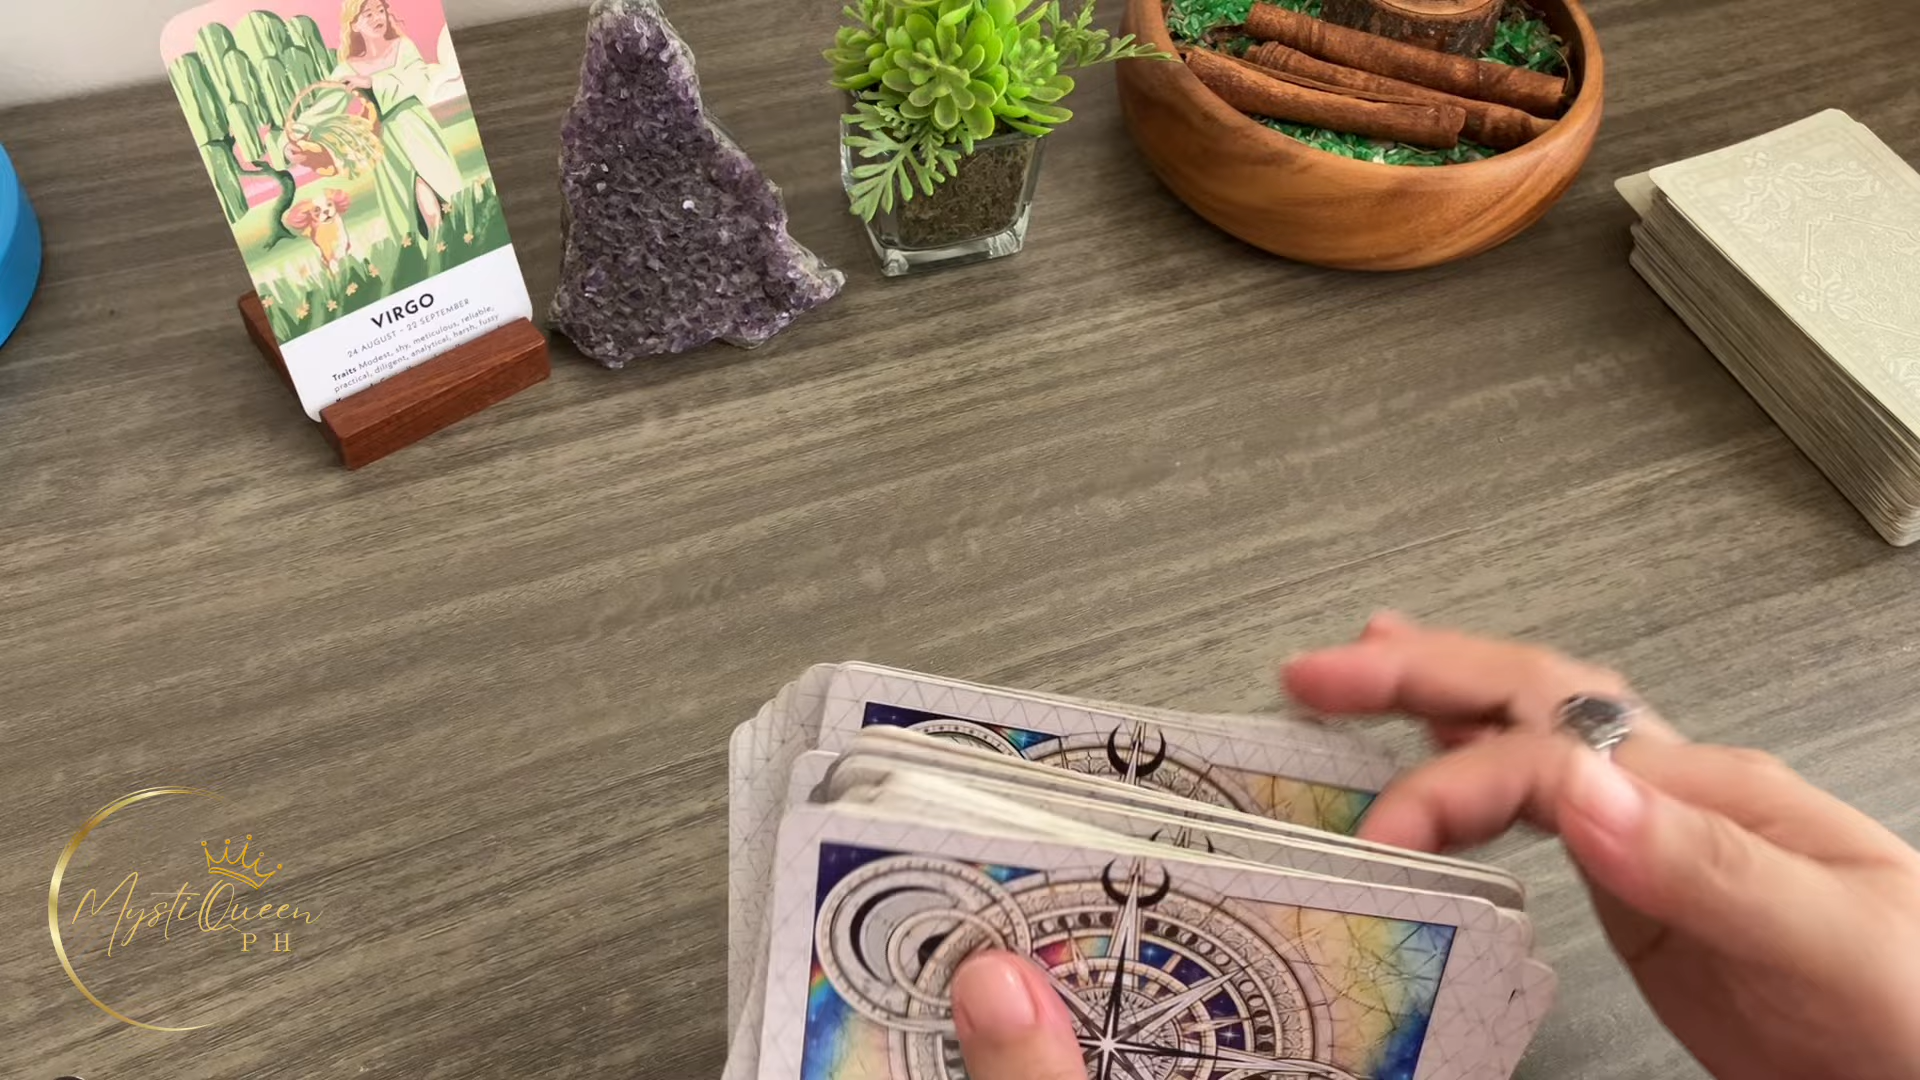 VIRGO
24 AUGUST - 22 SEPTEMBER
Traits Modest, shy, meticulous, reliable,
practical, diligent, analytical, harsh, fussy
MystiQueen
PH